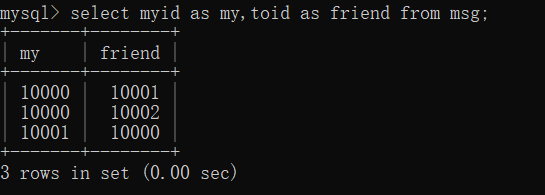 mysql> select myid as my,toid as friend from msg;
+-------+--------+
| my    | friend |
+-------+--------+
| 10000 |  10001 |
| 10000 |  10002 |
| 10001 |  10000 |
+-------+--------+
3 rows in set (0.00 sec)